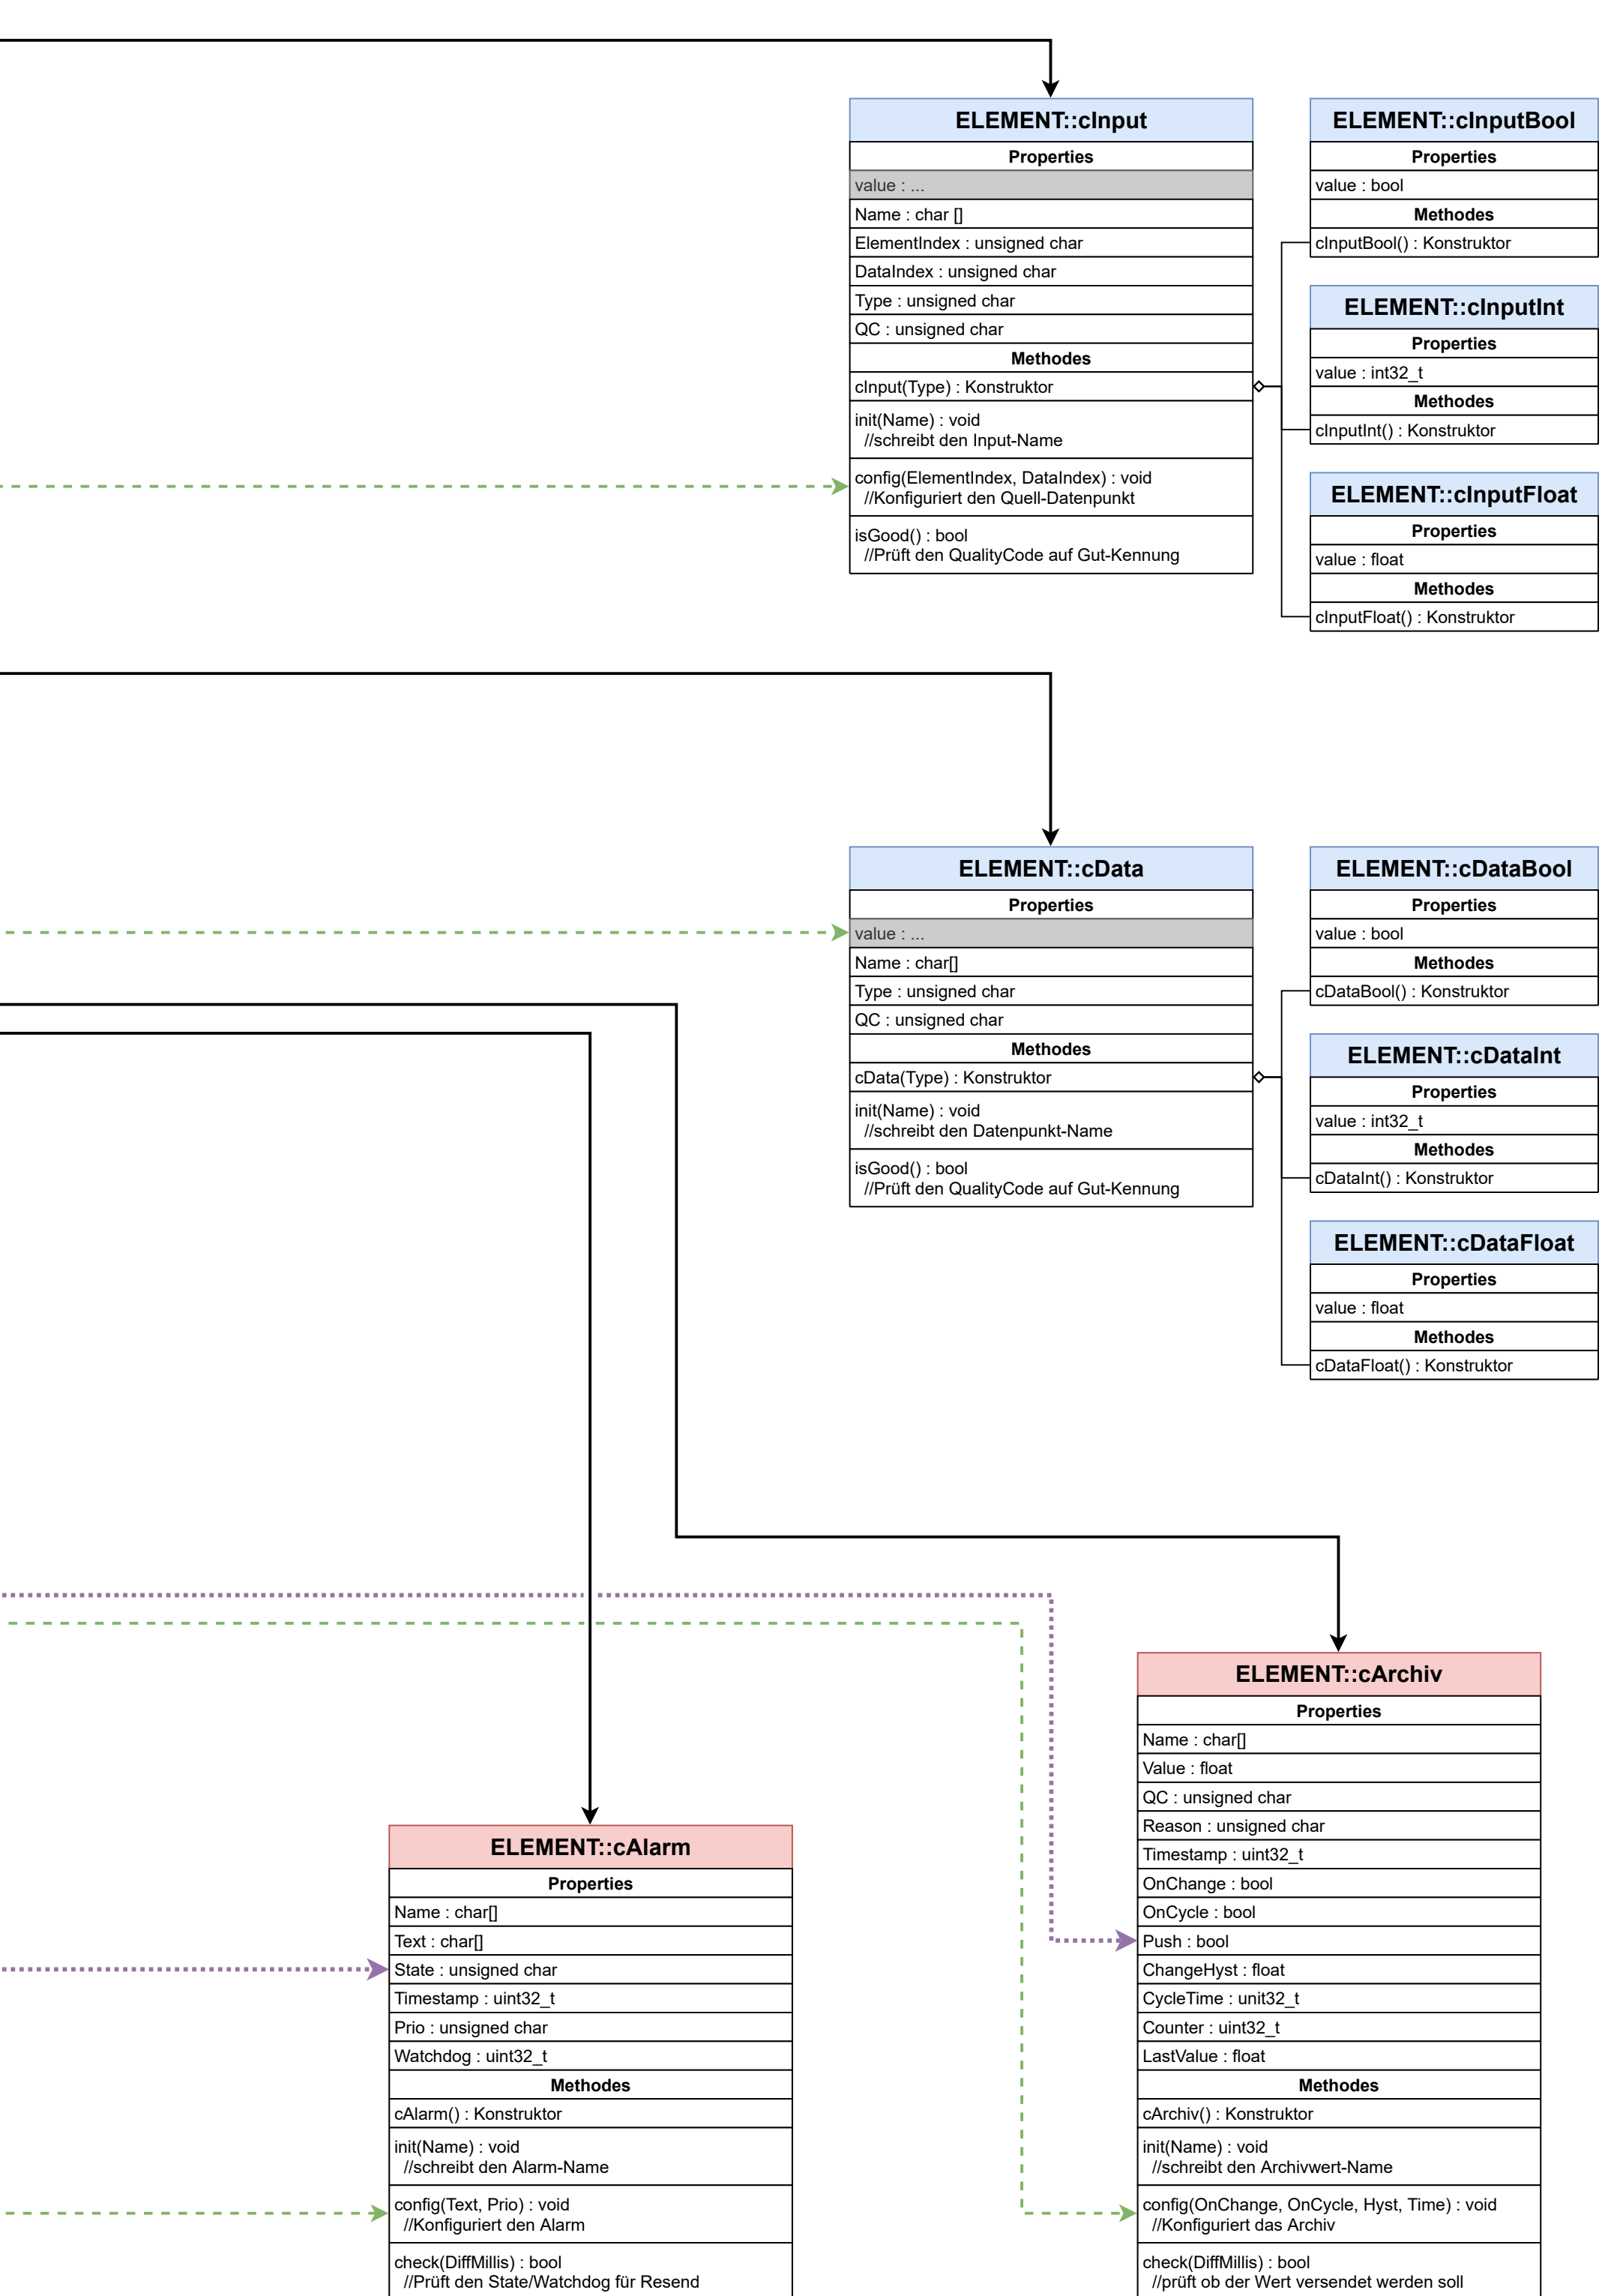 ELEMENT::cInput
Properties
value : ...
Name : char []
ElementIndex : unsigned char
DataIndex : unsigned char
Type : unsigned char
QC : unsigned char
Methodes
cInput(Type) : Konstruktor
init(Name) : void
//schreibt den Input-Name
config(ElementIndex, DataIndex) : void
//Konfiguriert den Quell-Datenpunkt
isGood() : bool
//Prüft den QualityCode auf Gut-Kennung
ELEMENT::cInputBool
Properties
value : bool
Methodes
cInputBool() : Konstruktor
ELEMENT::cInputInt
Properties
value : int32_t
Methodes
cInputInt() : Konstruktor
ELEMENT::cInputFloat
Properties
value : float
Methodes
cInputFloat() : Konstruktor
ELEMENT::cData
Properties
value : ...
Name : char[]
Type : unsigned char
QC : unsigned char
Methodes
cData(Type) : Konstruktor
init(Name) : void
//schreibt den Datenpunkt-Name
isGood() : bool
//Prüft den QualityCode auf Gut-Kennung
ELEMENT::cDataBool
Properties
value : bool
Methodes
cDataBool() : Konstruktor
ELEMENT::cDataInt
Properties
value : int32_t
Methodes
cDataInt() : Konstruktor
ELEMENT::cDataFloat
Properties
value : float
Methodes
cDataFloat() : Konstruktor
ELEMENT::cAlarm
Properties
Name : char[]
Text : char[]
State : unsigned char
Timestamp : uint32_t
Prio : unsigned char
Watchdog : uint32_t
Methodes
cAlarm() : Konstruktor
init(Name) : void
//schreibt den Alarm-Name
config(Text, Prio) : void
//Konfiguriert den Alarm
check(DiffMillis) : bool
//Prüft den State/Watchdog für Resend
ELEMENT::cArchiv
Properties
Name : char[]
Value : float
QC : unsigned char
Reason : unsigned char
Timestamp : uint32_t
OnChange : bool
OnCycle : bool
Push : bool
ChangeHyst : float
CycleTime : unit32_t
Counter : uint32_t
LastValue : float
Methodes
cArchiv() : Konstruktor
init(Name) : void
//schreibt den Archivwert-Name
config(OnChange, OnCycle, Hyst, Time) : void
//Konfiguriert das Archiv
check(DiffMillis) : bool
//prüft ob der Wert versendet werden soll